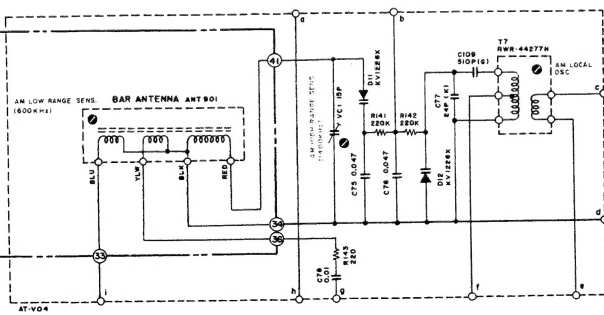 a
b
c
d
e
f
g
h
i
41
34
36
33
AM LOW RANGE SENS.
(600KHz)
BAR ANTENNA ANT901
BLU
YLW
BLK
RED
AM HIGH RANGE SENS.
(1400KHz)
VC1 15P
D11
KV1226X
R141
220K
R142
220K
C75 0.047
C76 0.047
D12
KV1226X
C109
510P(G)
C77
24P(K)
T7
RWR-44277N
AM LOCAL
OSC
R143
220
C78
0.01
AT-V04